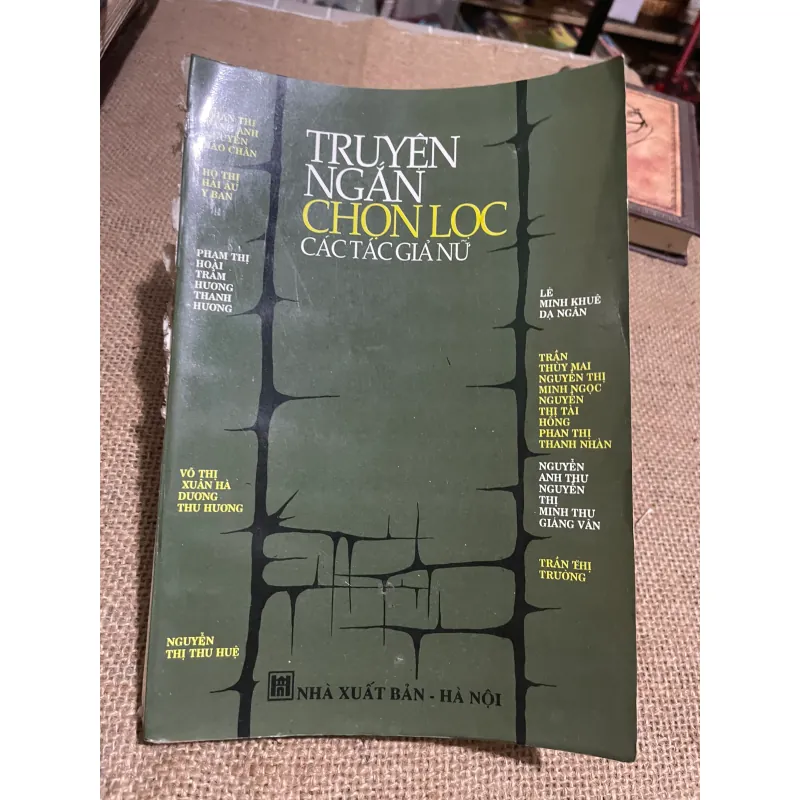 TRUYỆN
NGẮN
CHỌN LỌC
CÁC TÁC GIẢ NỮ
THỊ
ANH
HỒ THỊ
HẢI ÂU
Y BAN
PHẠM THỊ
HOÀI
TRẦM
HƯƠNG
THANH
HƯƠNG
VÕ THỊ
XUÂN HÀ
DƯƠNG
THU HƯƠNG
NGUYỄN
THỊ THU HUỆ
LÊ
MINH KHUÊ
DẠ NGÂN
TRẦN
THÙY MAI
NGUYỄN THỊ
MINH NGỌC
NGUYỄN
THỊ TÀI
HỒNG
PHAN THỊ
THANH NHÀN
NGUYỄN
ANH THƯ
NGUYỄN
THỊ
MINH THƯ
GIÁNG VÂN
TRẦN THỊ
TRƯỜNG
NHÀ XUẤT BẢN - HÀ NỘI